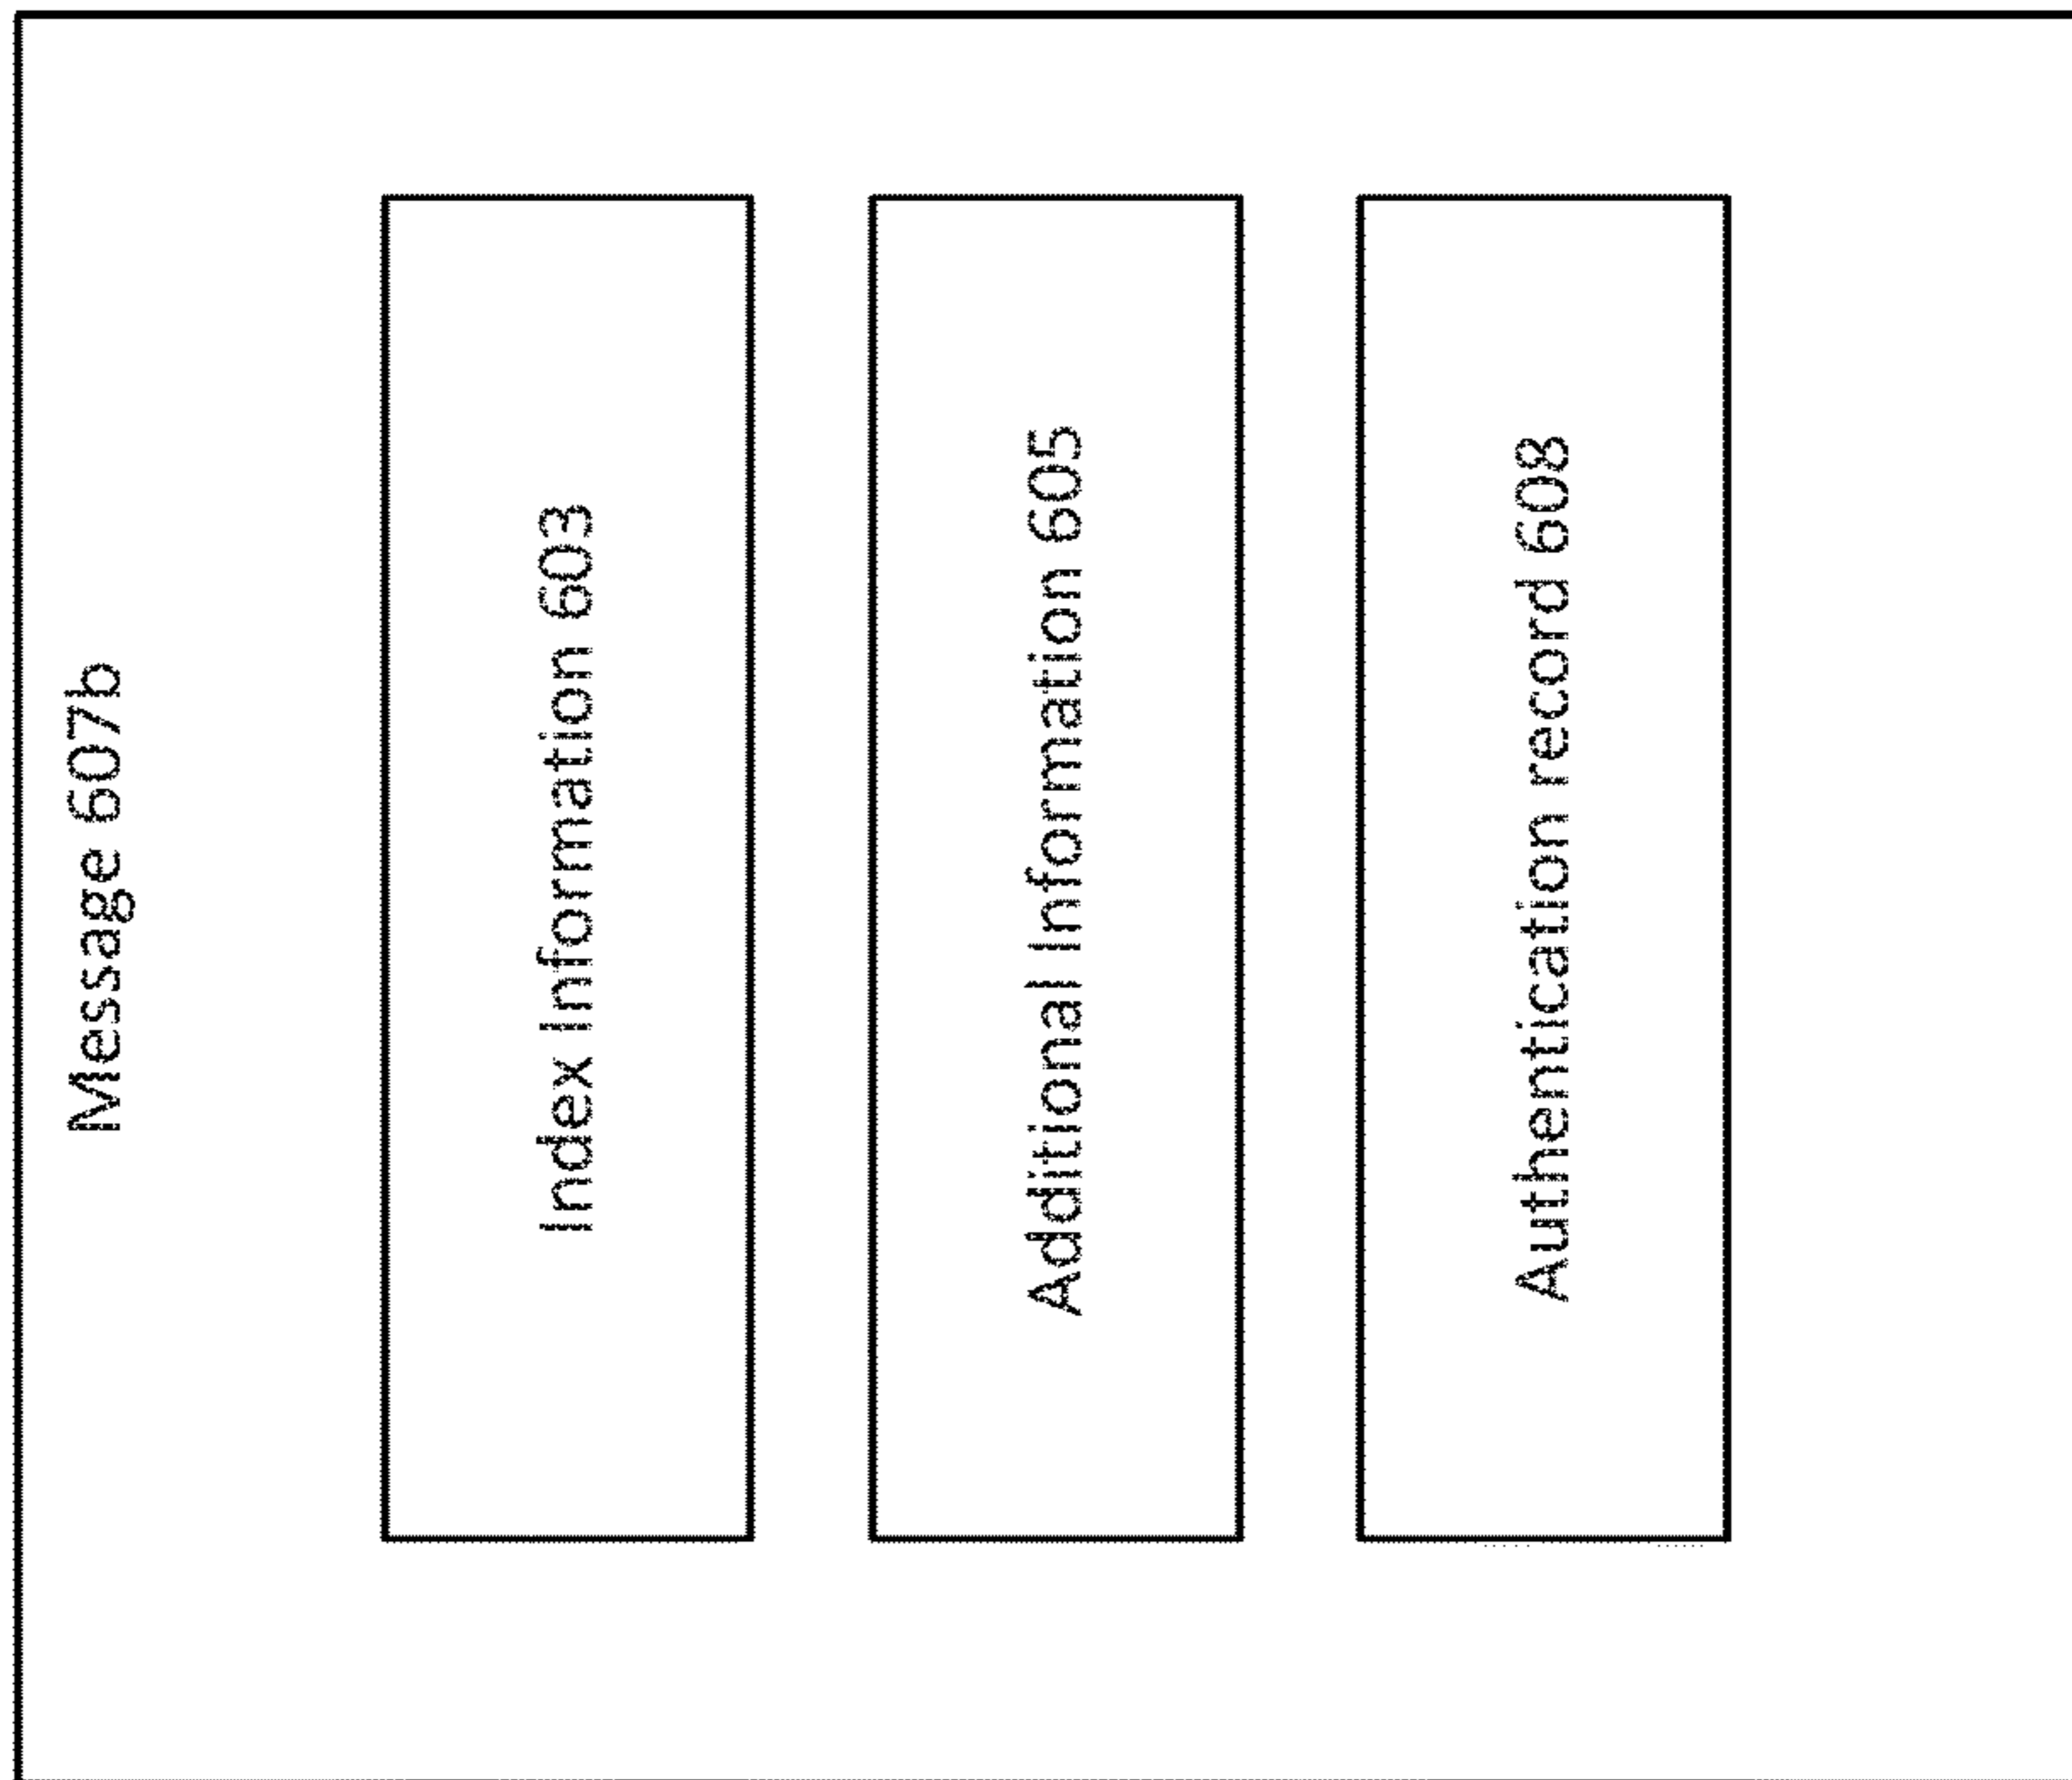 Message 607b
Index Information 603
Additional Information 605
Authentication record 608